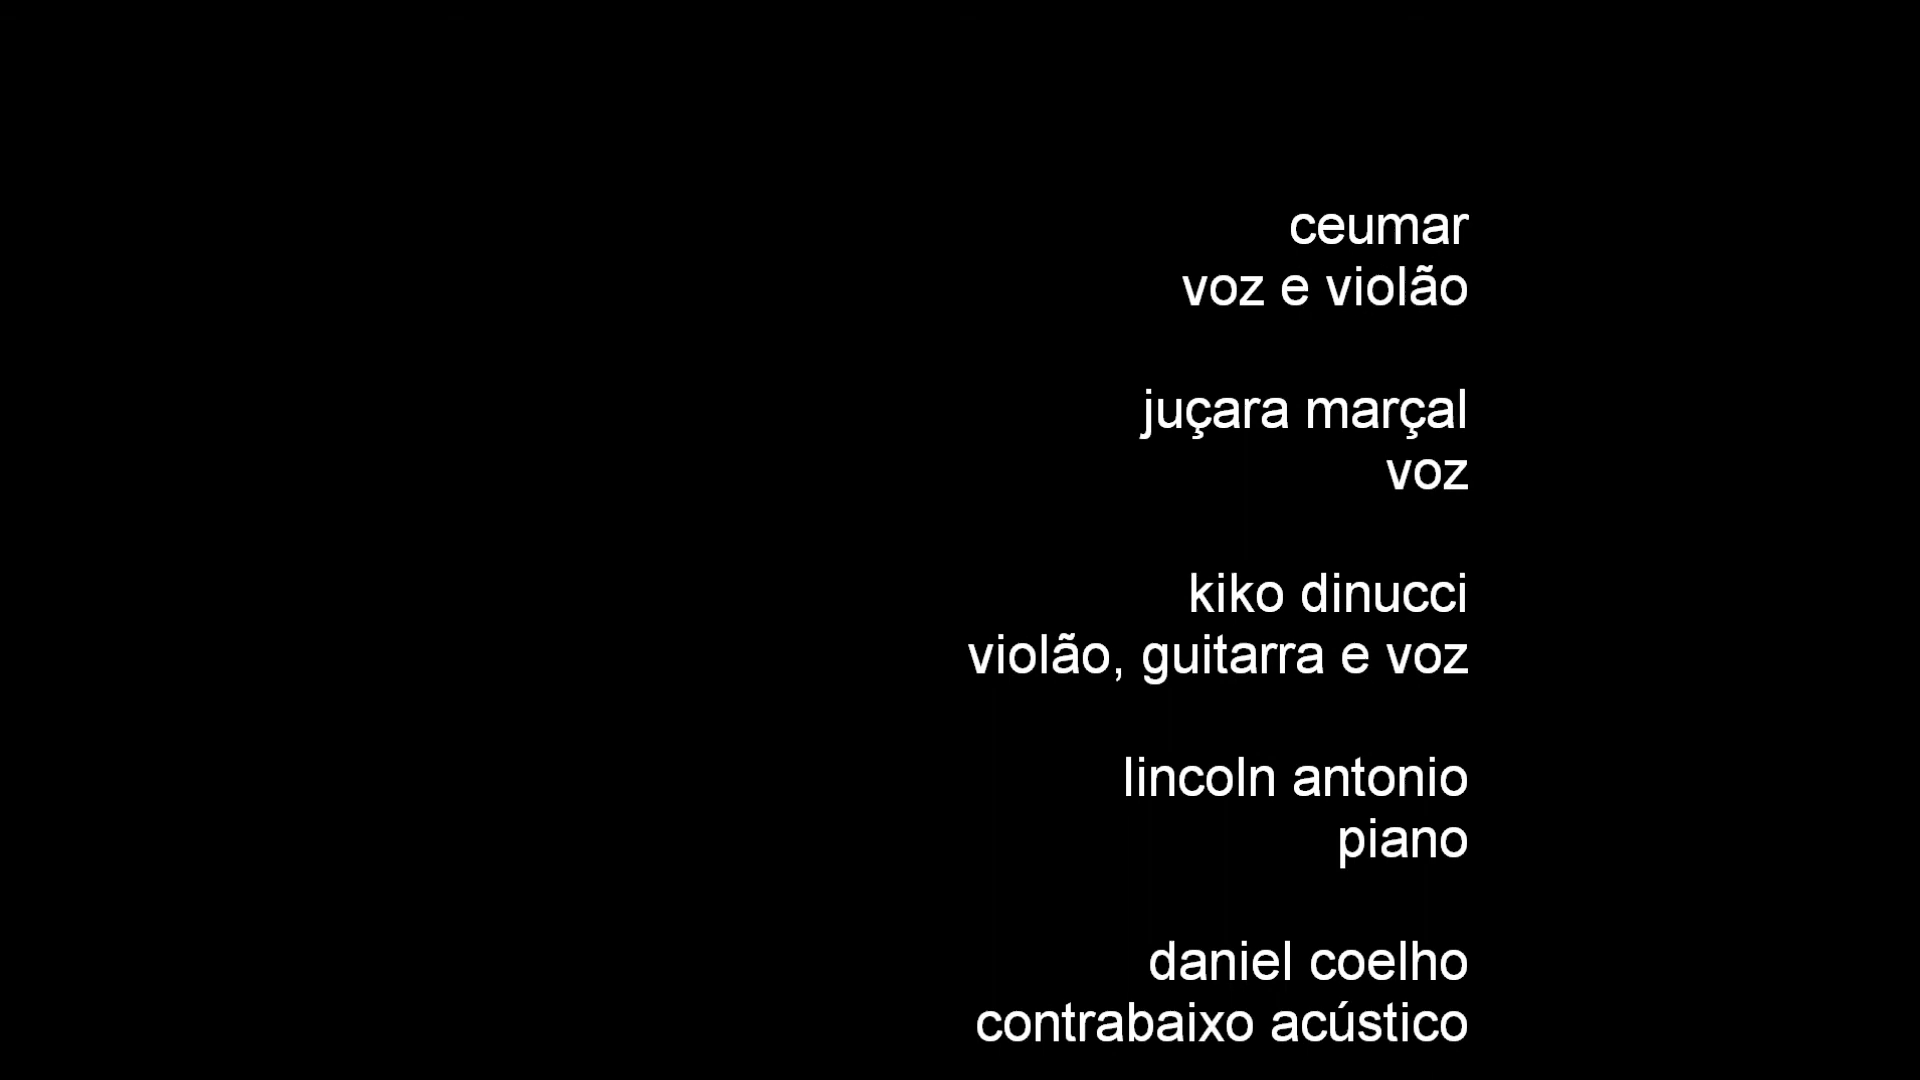 ceumar
voz e violão
juçara marçal
voz
kiko dinucci
violão, guitarra e voz
lincoln antonio
piano
daniel coelho
contrabaixo acústico